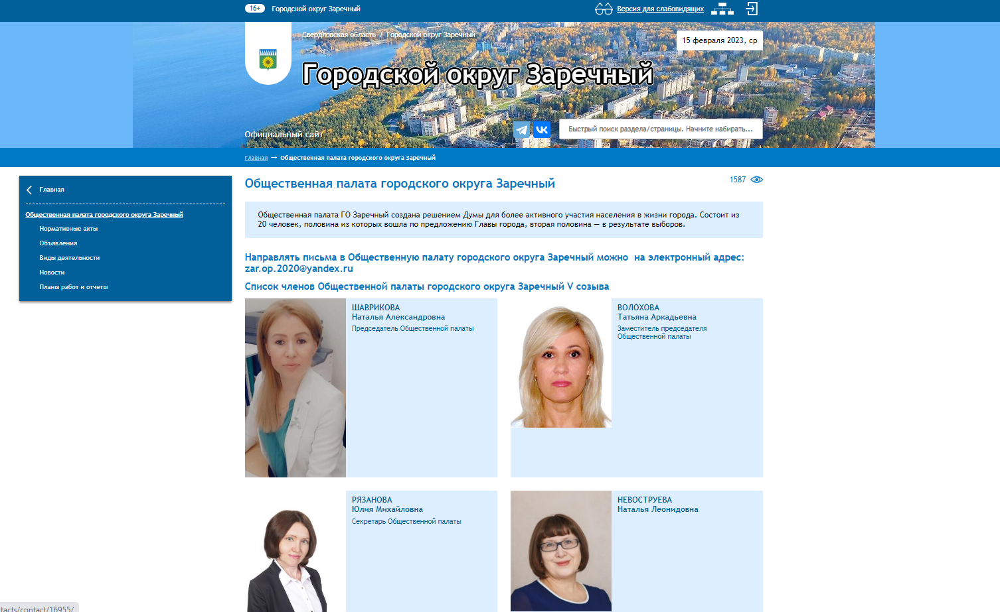 16+ Городской округ Заречный
Версия для слабовидящих
Свердловская область / Городской округ Заречный
15 февраля 2023, ср
Городской округ Заречный
Официальный сайт
Быстрый поиск раздела/страницы. Начните набирать...
Главная → Общественная палата городского округа Заречный
Главная
Общественная палата городского округа Заречный
Нормативные акты
Объявления
Виды деятельности
Новости
Планы работ и отчеты
Общественная палата городского округа Заречный
1587
Общественная палата ГО Заречный создана решением Думы для более активного участия населения в жизни города. Состоит из
20 человек, половина из которых вошла по предложению Главы города, вторая половина — в результате выборов.
Направлять письма в Общественную палату городского округа Заречный можно на электронный адрес:
zar.op.2020@yandex.ru
Список членов Общественной палаты городского округа Заречный V созыва
ШАВРИКОВА
Наталья Александровна
Председатель Общественной палаты
ВОЛОХОВА
Татьяна Аркадьевна
Заместитель председателя
Общественной палаты
РЯЗАНОВА
Юлия Михайловна
Секретарь Общественной палаты
НЕВОСТРУЕВА
Наталья Леонидовна
tacts/contact/16955/